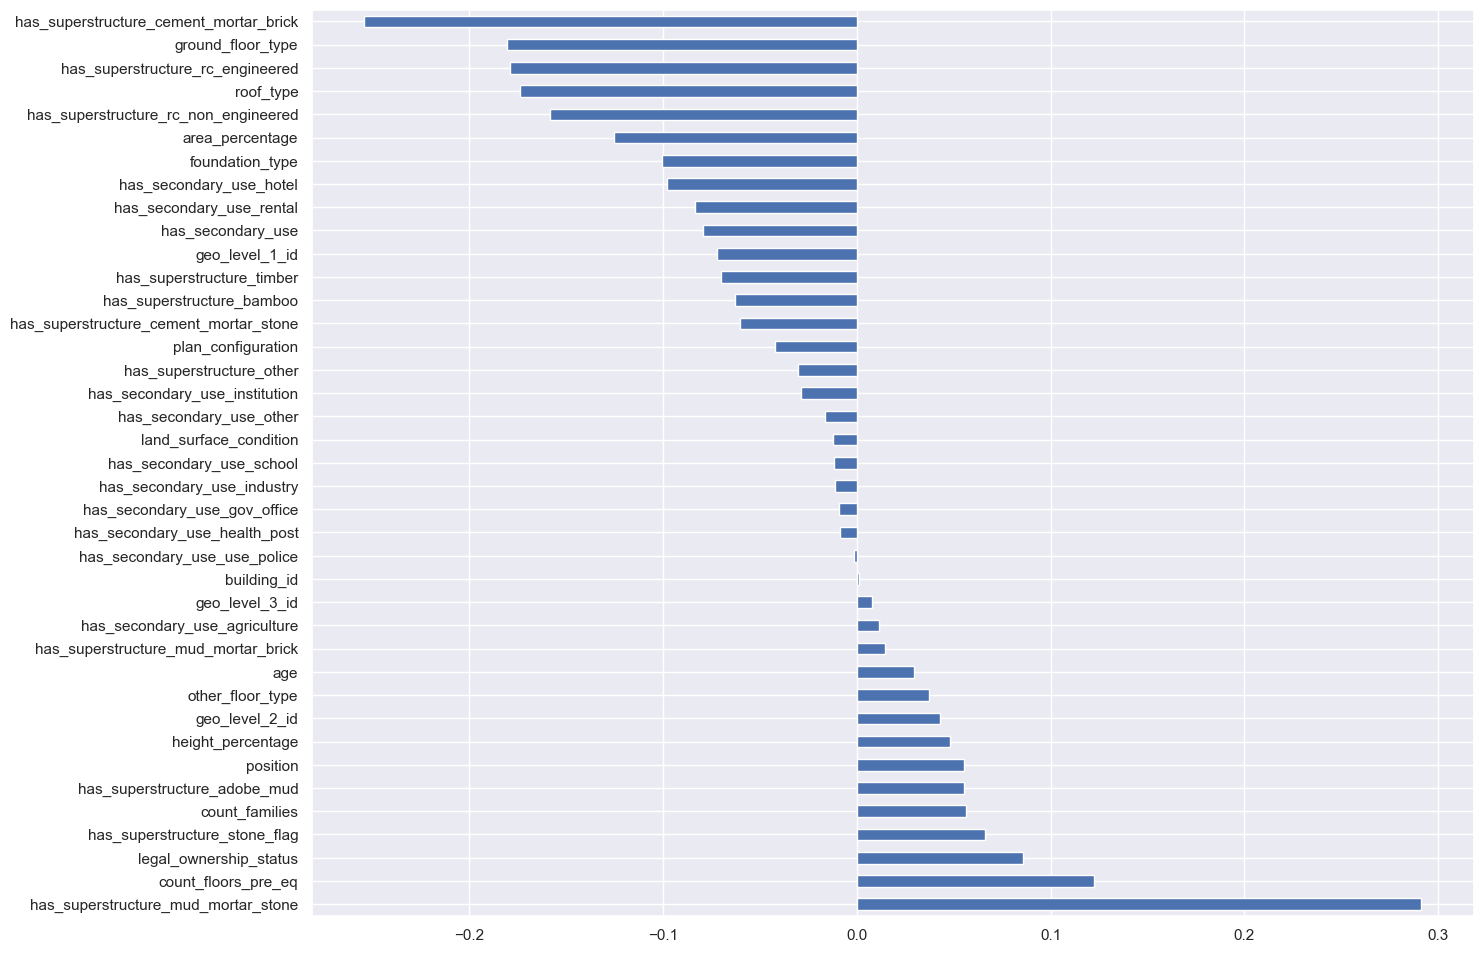 has_superstructure_cement_mortar_brick
ground_floor_type
has_superstructure_rc_engineered
roof_type
has_superstructure_rc_non_engineered
area_percentage
foundation_type
has_secondary_use_hotel
has_secondary_use_rental
has_secondary_use
geo_level_1_id
has_superstructure_timber
has_superstructure_bamboo
has_superstructure_cement_mortar_stone
plan_configuration
has_superstructure_other
has_secondary_use_institution
has_secondary_use_other
land_surface_condition
has_secondary_use_school
has_secondary_use_industry
has_secondary_use_gov_office
has_secondary_use_health_post
has_secondary_use_use_police
building_id
geo_level_3_id
has_secondary_use_agriculture
has_superstructure_mud_mortar_brick
age
other_floor_type
geo_level_2_id
height_percentage
position
has_superstructure_adobe_mud
count_families
has_superstructure_stone_flag
legal_ownership_status
count_floors_pre_eq
has_superstructure_mud_mortar_stone
−0.2 −0.1 0.0 0.1 0.2 0.3